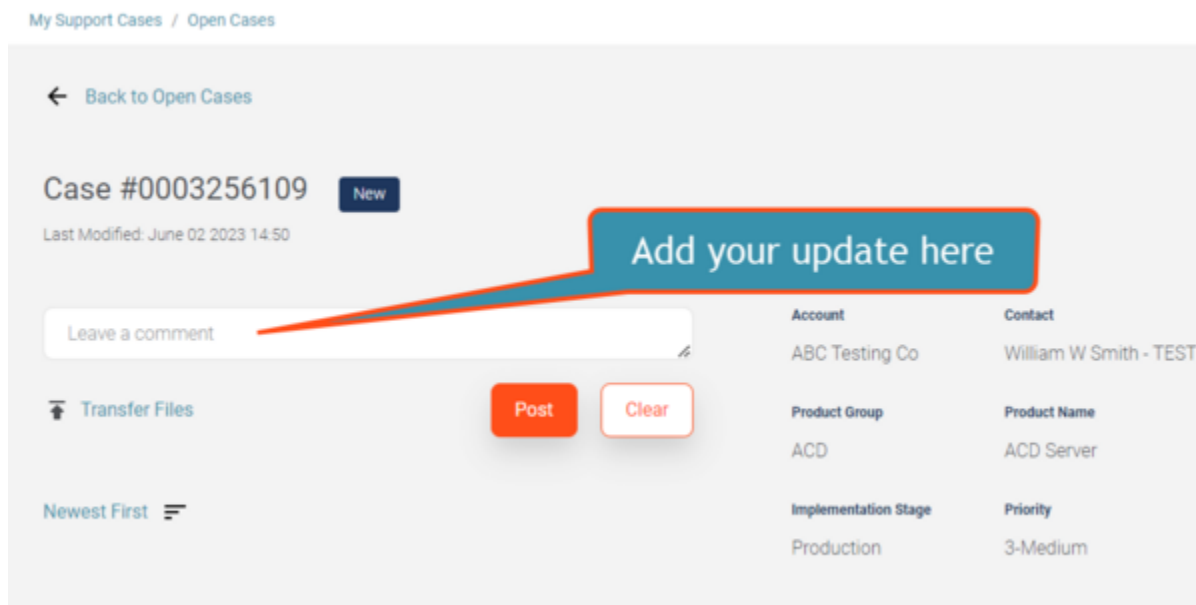 My Support Cases / Open Cases
Back to Open Cases
Case #0003256109 New
Last Modified: June 02 2023 14:50
Add your update here
Leave a comment
Transfer Files
Post Clear
Newest First
Account Contact
ABC Testing Co William W Smith - TEST
Product Group Product Name
ACD ACD Server
Implementation Stage Priority
Production 3-Medium